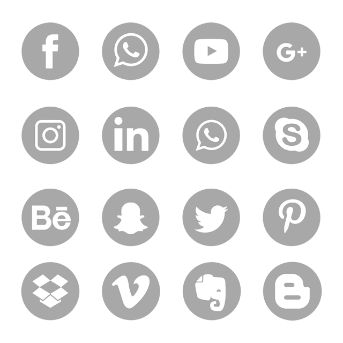 f G+
in S
Bē
v B